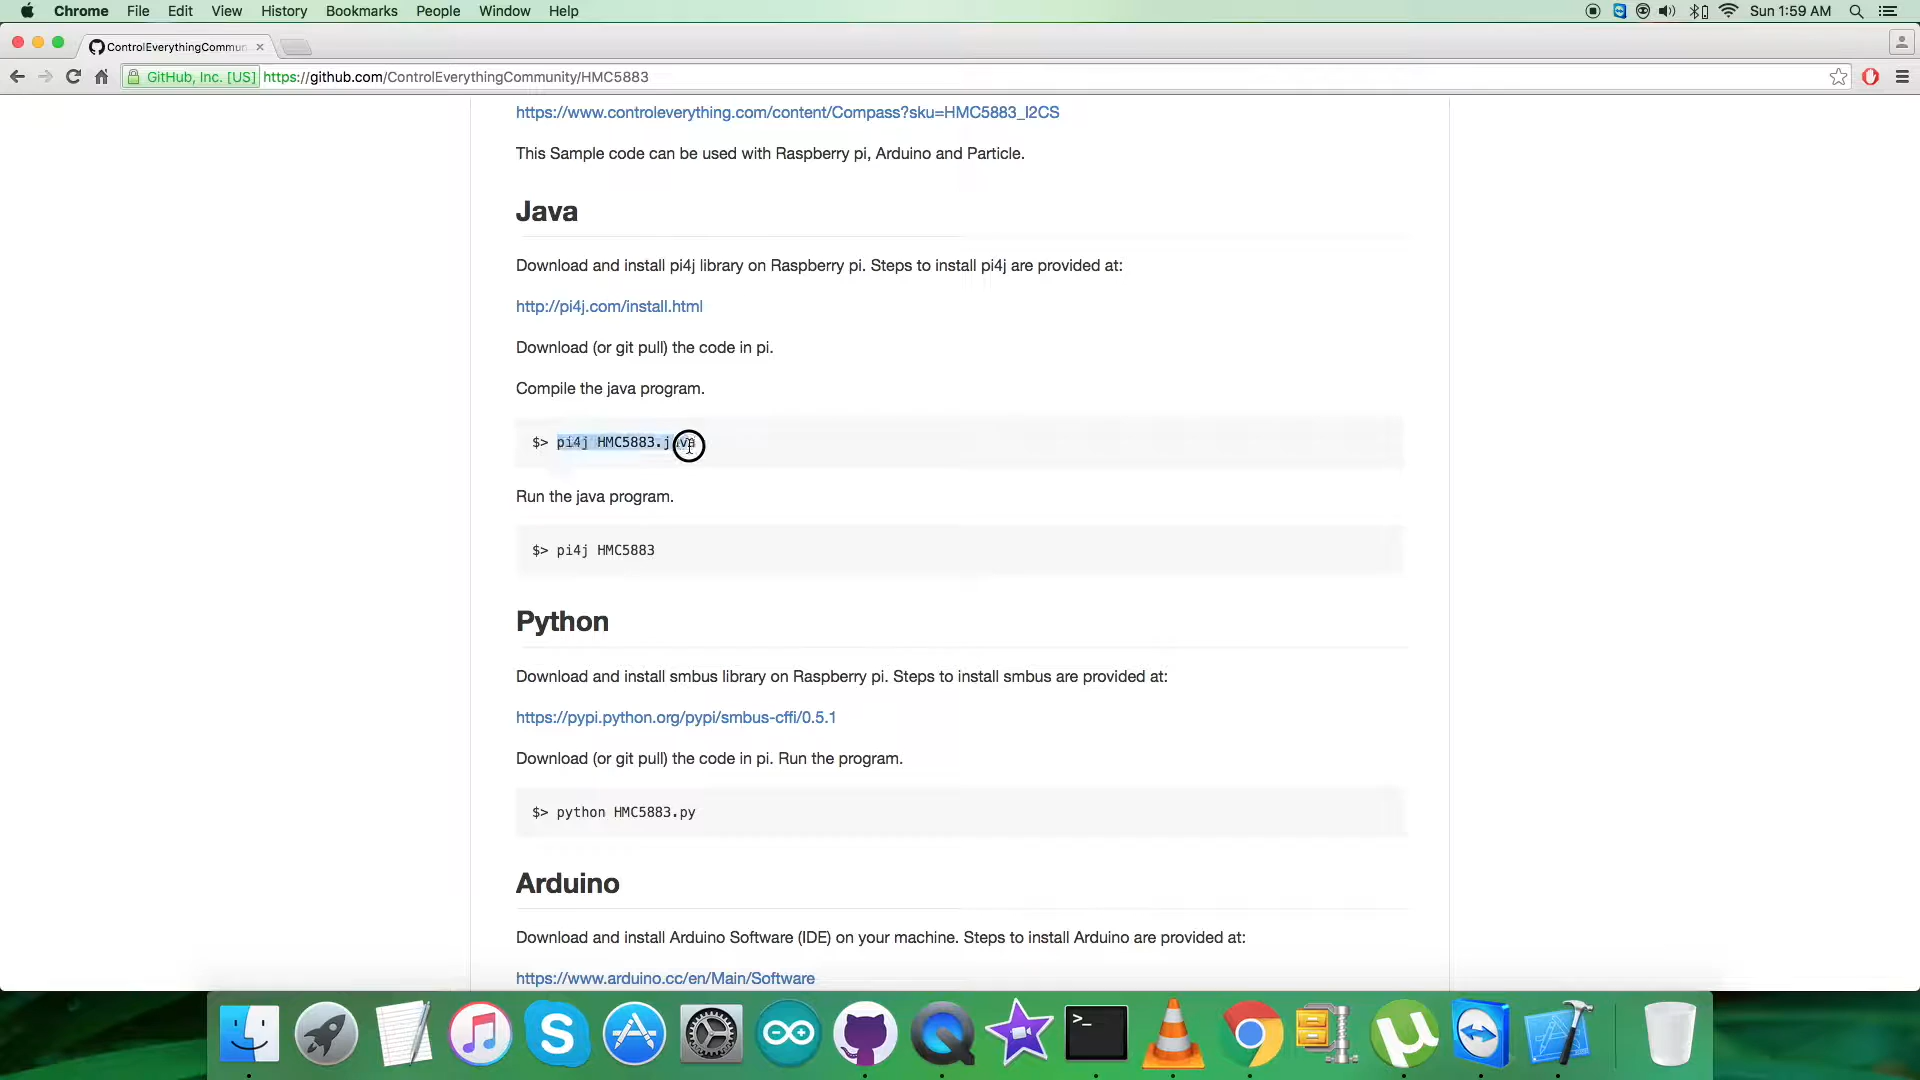 Chrome File Edit View History Bookmarks People Window Help Sun 1:59 AM
ControlEverythingCommun
GitHub, Inc. [US] https://github.com/ControlEverythingCommunity/HMC5883
https://www.controleverything.com/content/Compass?sku=HMC5883_I2CS
This Sample code can be used with Raspberry pi, Arduino and Particle.
Java
Download and install pi4j library on Raspberry pi. Steps to install pi4j are provided at:
http://pi4j.com/install.html
Download (or git pull) the code in pi.
Compile the java program.
$> pi4j HMC5883.java
Run the java program.
$> pi4j HMC5883
Python
Download and install smbus library on Raspberry pi. Steps to install smbus are provided at:
https://pypi.python.org/pypi/smbus-cffi/0.5.1
Download (or git pull) the code in pi. Run the program.
$> python HMC5883.py
Arduino
Download and install Arduino Software (IDE) on your machine. Steps to install Arduino are provided at:
https://www.arduino.cc/en/Main/Software